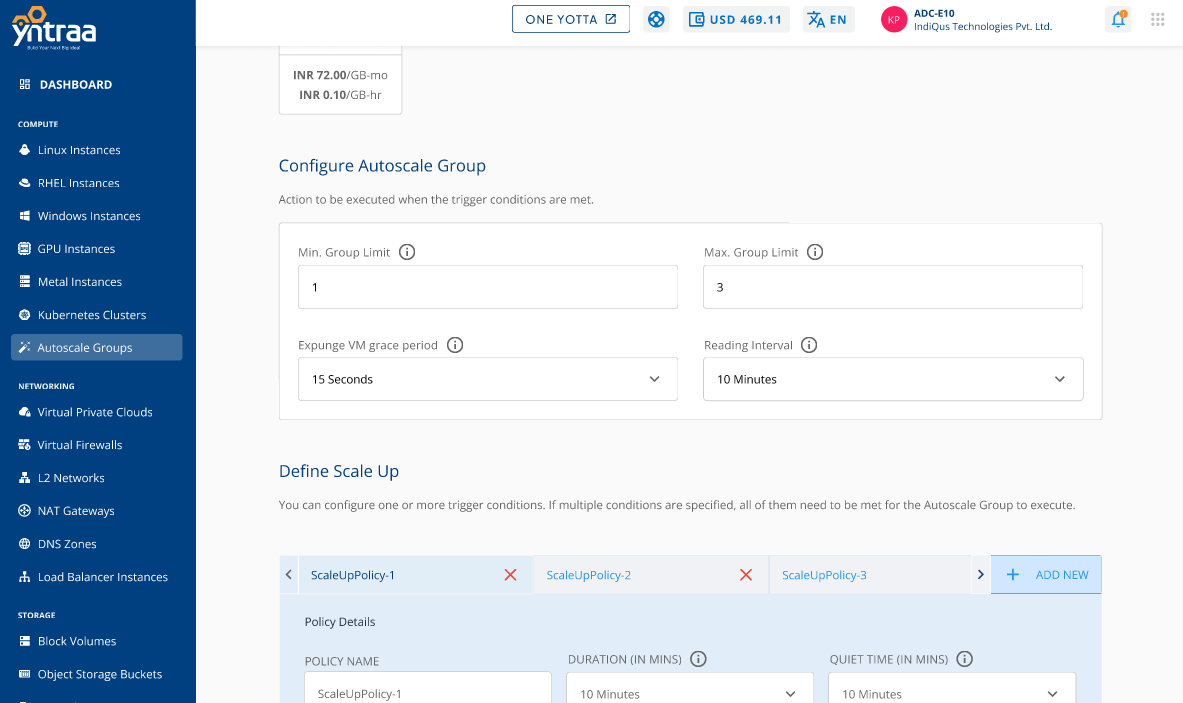 yntraa
Build Your Next Big Idea!
ONE YOTTA
USD 469.11
EN
KP
ADC-E10
IndiQus Technologies Pvt. Ltd.
DASHBOARD
COMPUTE
Linux Instances
RHEL Instances
Windows Instances
GPU Instances
Metal Instances
Kubernetes Clusters
Autoscale Groups
NETWORKING
Virtual Private Clouds
Virtual Firewalls
L2 Networks
NAT Gateways
DNS Zones
Load Balancer Instances
STORAGE
Block Volumes
Object Storage Buckets
INR 72.00/GB-mo
INR 0.10/GB-hr
Configure Autoscale Group
Action to be executed when the trigger conditions are met.
Min. Group Limit
Max. Group Limit
1
3
Expunge VM grace period
Reading Interval
15 Seconds
10 Minutes
Define Scale Up
You can configure one or more trigger conditions. If multiple conditions are specified, all of them need to be met for the Autoscale Group to execute.
ScaleUpPolicy-1
ScaleUpPolicy-2
ScaleUpPolicy-3
ADD NEW
Policy Details
POLICY NAME
DURATION (IN MINS)
QUIET TIME (IN MINS)
ScaleUpPolicy-1
10 Minutes
10 Minutes